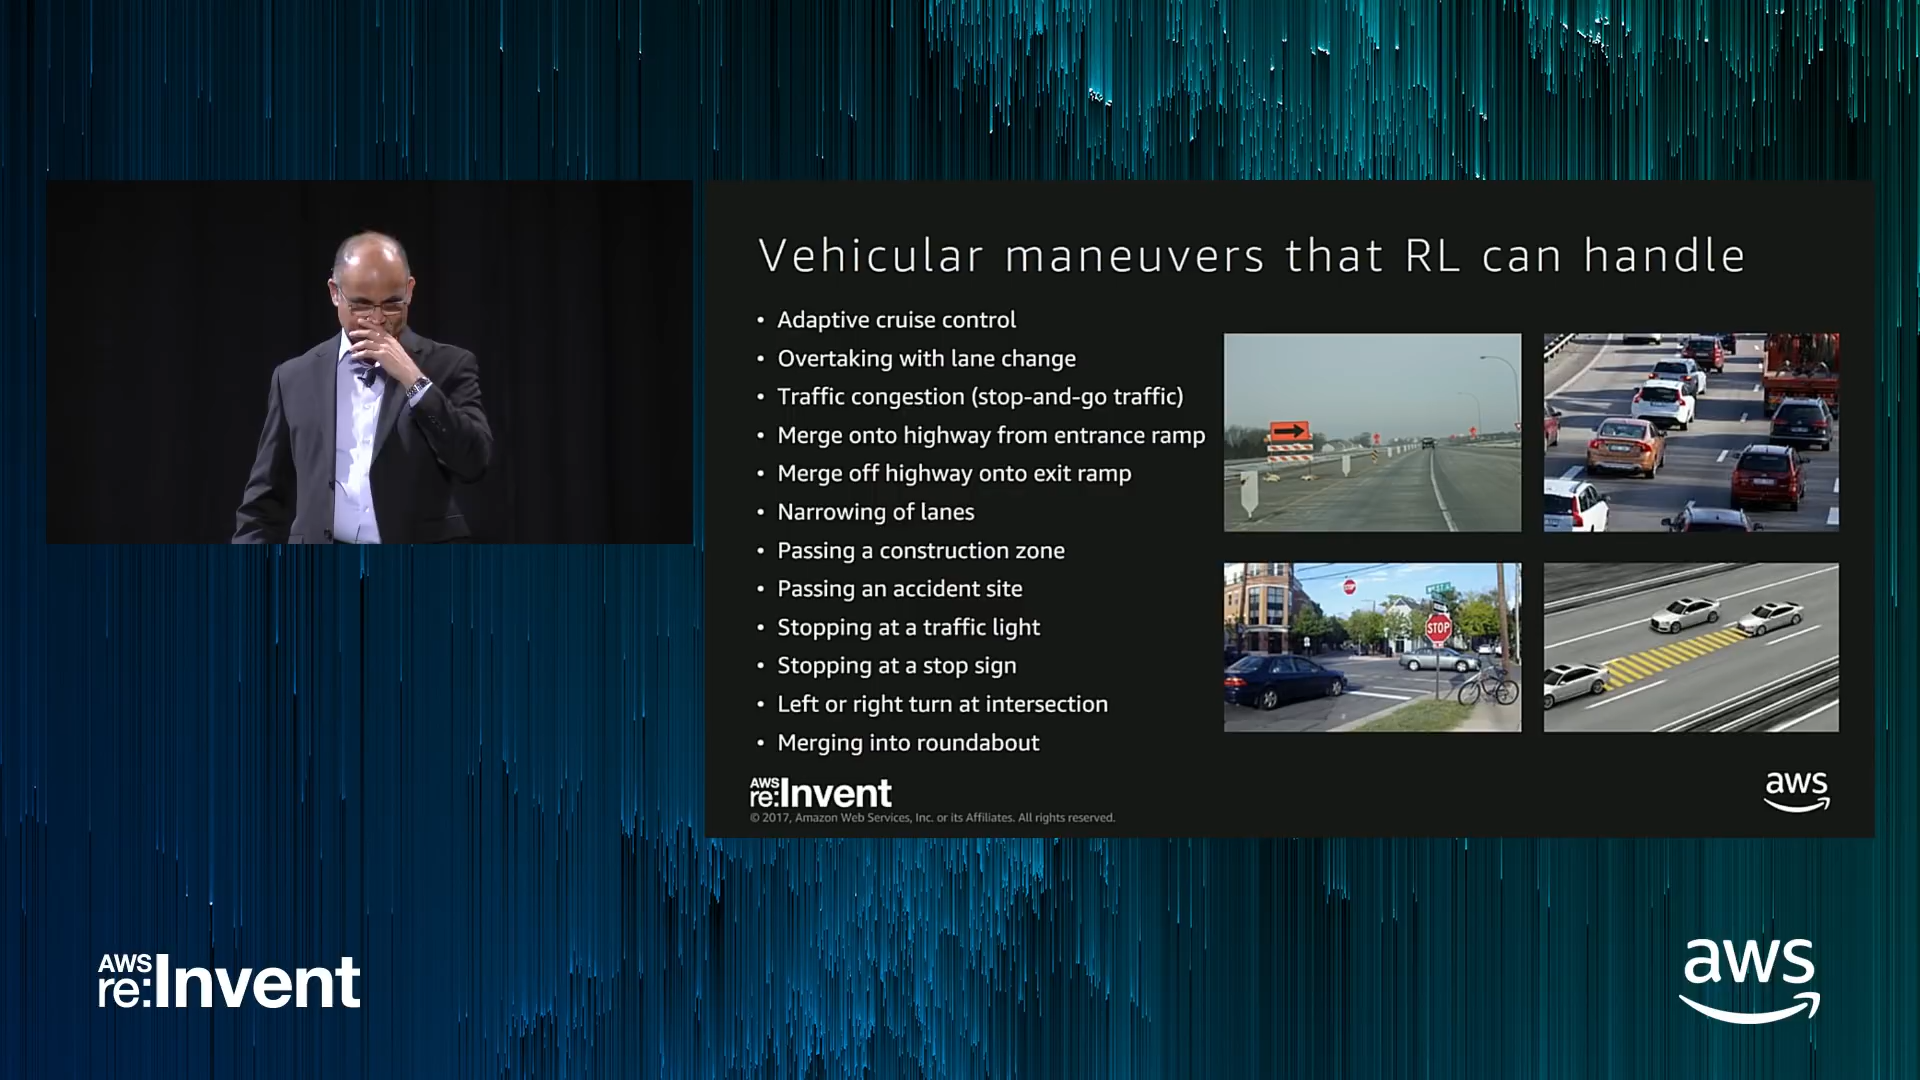 Vehicular maneuvers that RL can handle
• Adaptive cruise control
• Overtaking with lane change
• Traffic congestion (stop-and-go traffic)
• Merge onto highway from entrance ramp
• Merge off highway onto exit ramp
• Narrowing of lanes
• Passing a construction zone
• Passing an accident site
• Stopping at a traffic light
• Stopping at a stop sign
• Left or right turn at intersection
• Merging into roundabout
STOP
AWS
re:Invent
© 2017, Amazon Web Services, Inc. or its Affiliates. All rights reserved.
aws
AWS
re:Invent
aws